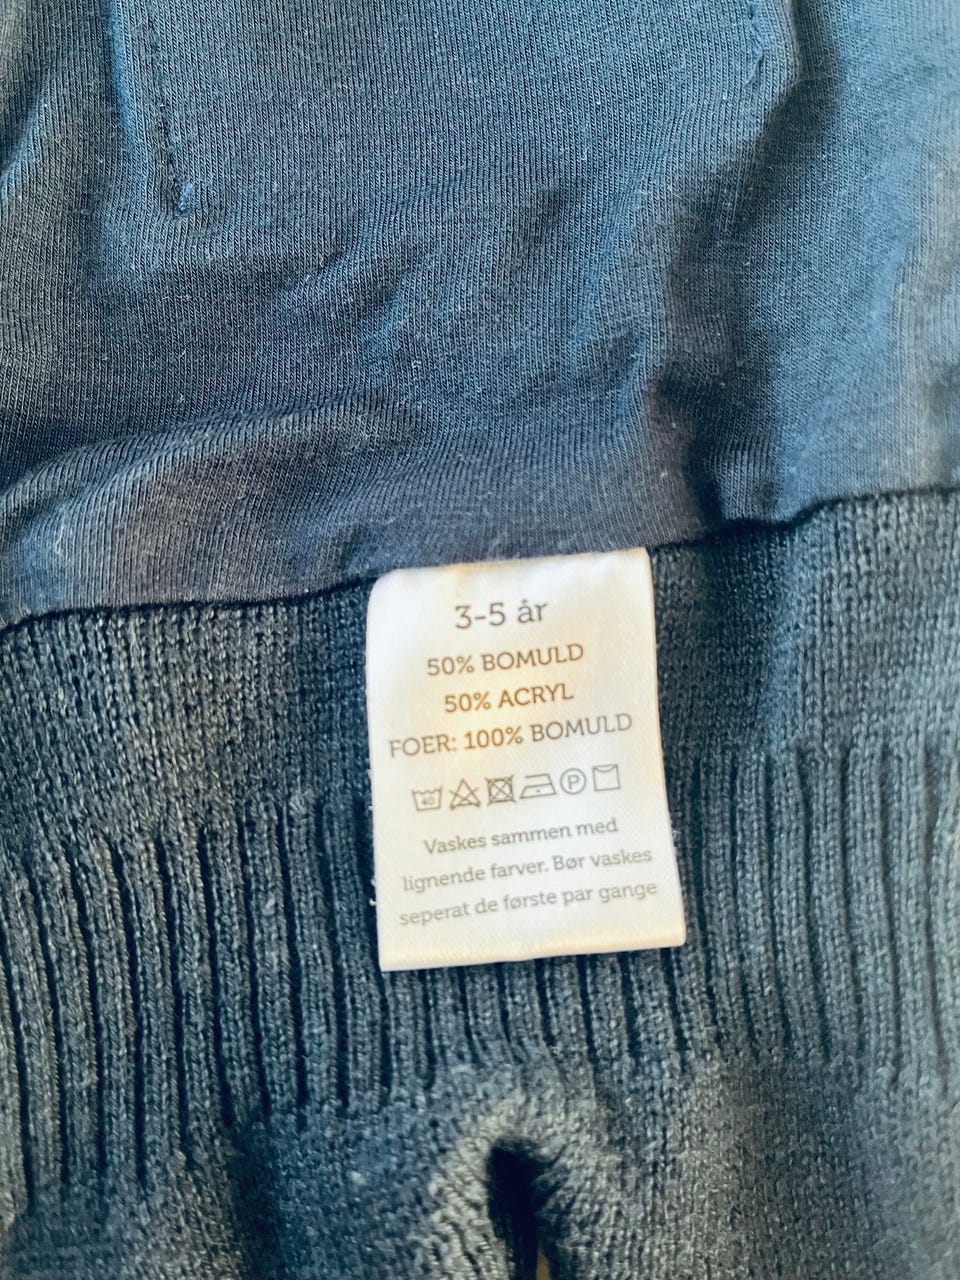 3-5 år
50% BOMULD
50% ACRYL
FOER: 100% BOMULD
40 P
Vaskes sammen med
lignende farver. Bør vaskes
seperat de første par gange